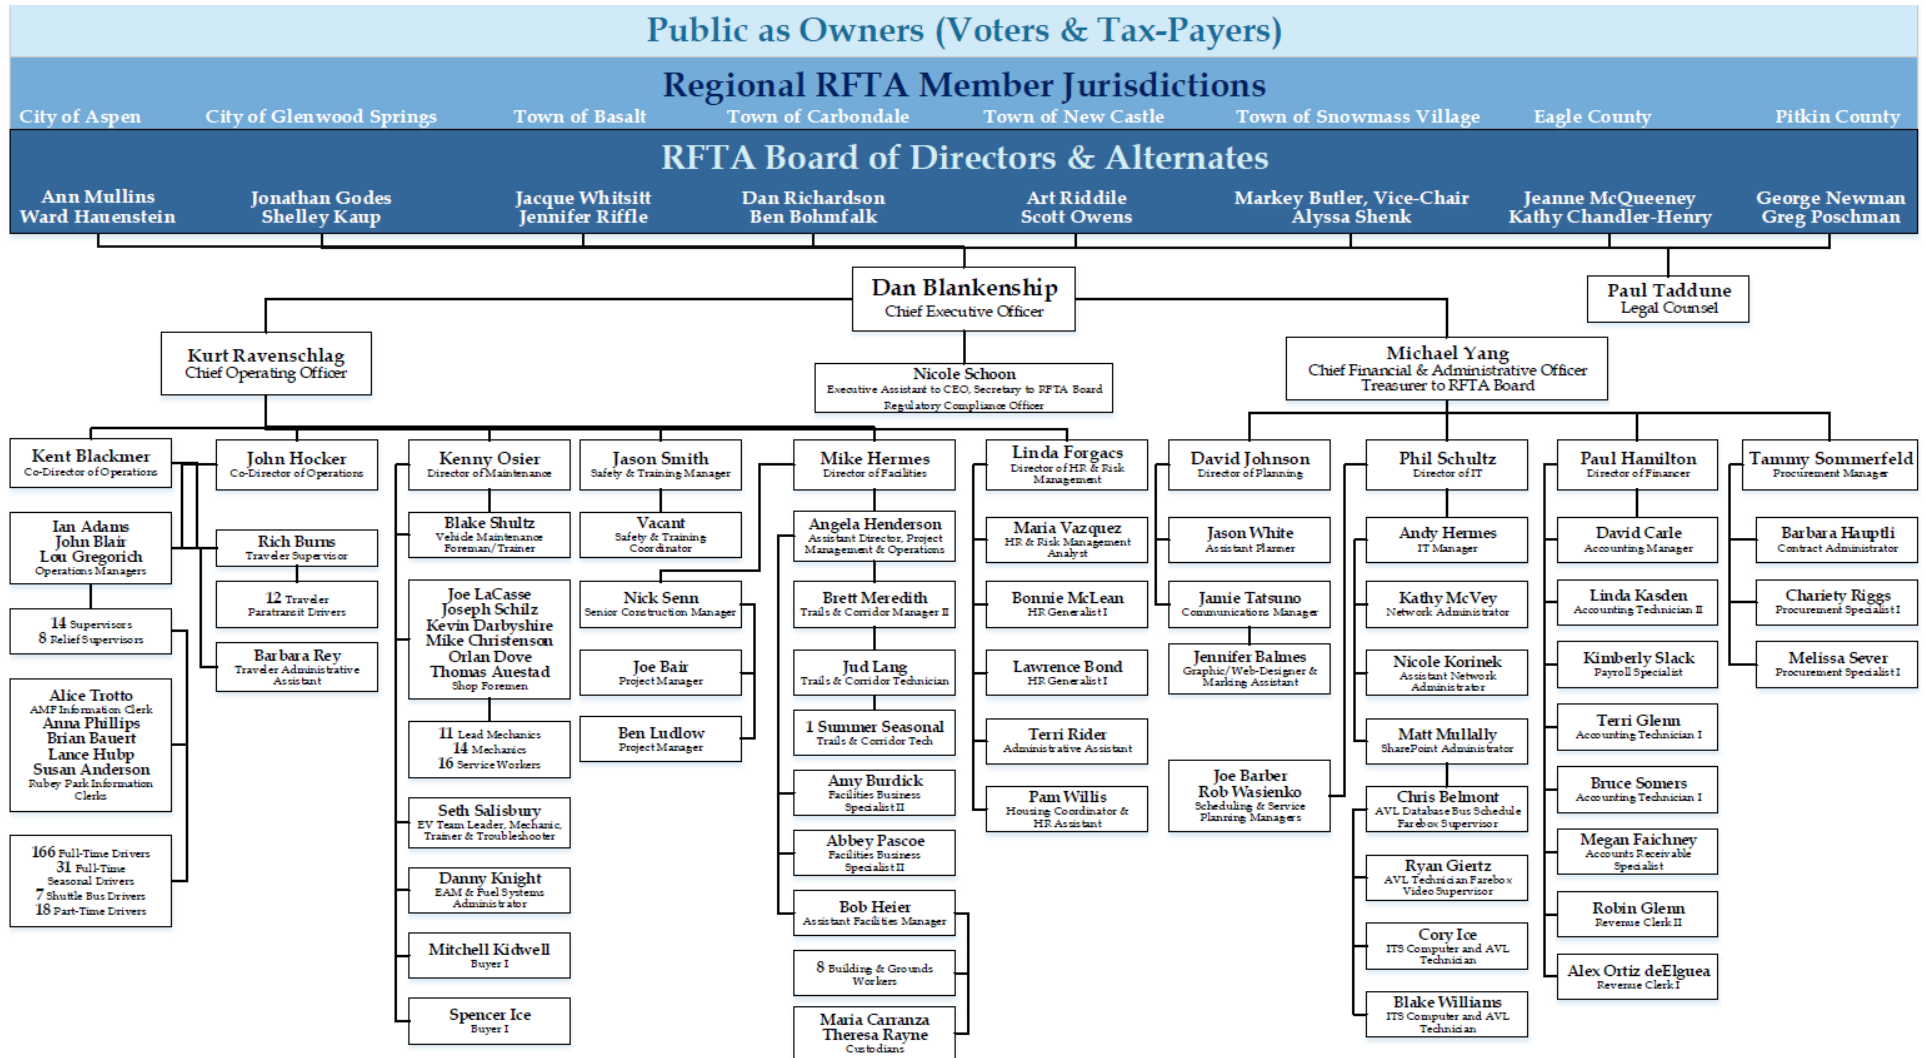 Public as Owners (Voters & Tax-Payers)
Regional RFTA Member Jurisdictions
City of Aspen
City of Glenwood Springs
Town of Basalt
Town of Carbondale
Town of New Castle
Town of Snowmass Village
Eagle County
Pitkin County
RFTA Board of Directors & Alternates
Ann Mullins
Ward Hauenstein
Jonathan Godes
Shelley Kaup
Jacque Whitsitt
Jennifer Riffle
Dan Richardson
Ben Bohmfalk
Art Riddile
Scott Owens
Markey Butler, Vice-Chair
Alyssa Shenk
Jeanne McQueeney
Kathy Chandler-Henry
George Newman
Greg Poschman
Dan Blankenship
Chief Executive Officer
Paul Taddune
Legal Counsel
Kurt Ravenschlag
Chief Operating Officer
Nicole Schoon
Executive Assistant to CEO, Secretary to RFTA Board
Regulatory Compliance Officer
Michael Yang
Chief Financial & Administrative Officer
Treasurer to RFTA Board
Kent Blackmer
Co-Director of Operations
Ian Adams
John Blair
Lou Gregorich
Operations Managers
14 Supervisors
8 Relief Supervisors
Alice Trotto
AMF Information Clerk
Anna Phillips
Brian Bauert
Lance Hubp
Susan Anderson
Rubey Park Information
Clerks
166 Full-Time Drivers
31 Full-Time
Seasonal Drivers
7 Shuttle Bus Drivers
18 Part-Time Drivers
John Hocker
Co-Director of Operations
Rich Burns
Traveler Supervisor
12 Traveler
Paratransit Drivers
Barbara Rey
Traveler Administrative
Assistant
Kenny Osier
Director of Maintenance
Blake Shultz
Vehicle Maintenance
Foreman/Trainer
Joe LaCasse
Joseph Schilz
Kevin Darbyshire
Mike Christenson
Orlan Dove
Thomas Auestad
Shop Foremen
11 Lead Mechanics
14 Mechanics
16 Service Workers
Seth Salisbury
EV Team Leader, Mechanic,
Trainer & Troubleshooter
Danny Knight
EAM & Fuel Systems
Administrator
Mitchell Kidwell
Buyer I
Spencer Ice
Buyer I
Jason Smith
Safety & Training Manager
Vacant
Safety & Training
Coordinator
Nick Senn
Senior Construction Manager
Joe Bair
Project Manager
Ben Ludlow
Project Manager
Mike Hermes
Director of Facilities
Angela Henderson
Assistant Director, Project
Management & Operations
Brett Meredith
Trails & Corridor Manager II
Jud Lang
Trails & Corridor Technician
1 Summer Seasonal
Trails & Corridor Tech
Amy Burdick
Facilities Business
Specialist II
Abbey Pascoe
Facilities Business
Specialist II
Bob Heier
Assistant Facilities Manager
8 Building & Grounds
Workers
Maria Carranza
Theresa Rayne
Custodians
Linda Forgacs
Director of HR & Risk
Management
Maria Vazquez
HR & Risk Management
Analyst
Bonnie McLean
HR Generalist I
Lawrence Bond
HR Generalist I
Terri Rider
Administrative Assistant
Pam Willis
Housing Coordinator &
HR Assistant
David Johnson
Director of Planning
Jason White
Assistant Planner
Jamie Tatsuno
Communications Manager
Jennifer Balmes
Graphic/Web-Designer &
Marking Assistant
Joe Barber
Rob Wasienko
Scheduling & Service
Planning Managers
Phil Schultz
Director of IT
Andy Hermes
IT Manager
Kathy McVey
Network Administrator
Nicole Korinek
Assistant Network
Administrator
Matt Mullally
SharePoint Administrator
Chris Belmont
AVL Database Bus Schedule
Farebox Supervisor
Ryan Giertz
AVL Technician Farebox
Video Supervisor
Cory Ice
ITS Computer and AVL
Technician
Blake Williams
ITS Computer and AVL
Technician
Paul Hamilton
Director of Financer
David Carle
Accounting Manager
Linda Kasden
Accounting Technician II
Kimberly Slack
Payroll Specialist
Terri Glenn
Accounting Technician I
Bruce Somers
Accounting Technician I
Megan Faichney
Accounts Receivable
Specialist
Robin Glenn
Revenue Clerk II
Alex Ortiz deElguea
Revenue Clerk I
Tammy Sommerfeld
Procurement Manager
Barbara Hauptli
Contract Administrator
Chariety Riggs
Procurement Specialist I
Melissa Sever
Procurement Specialist I